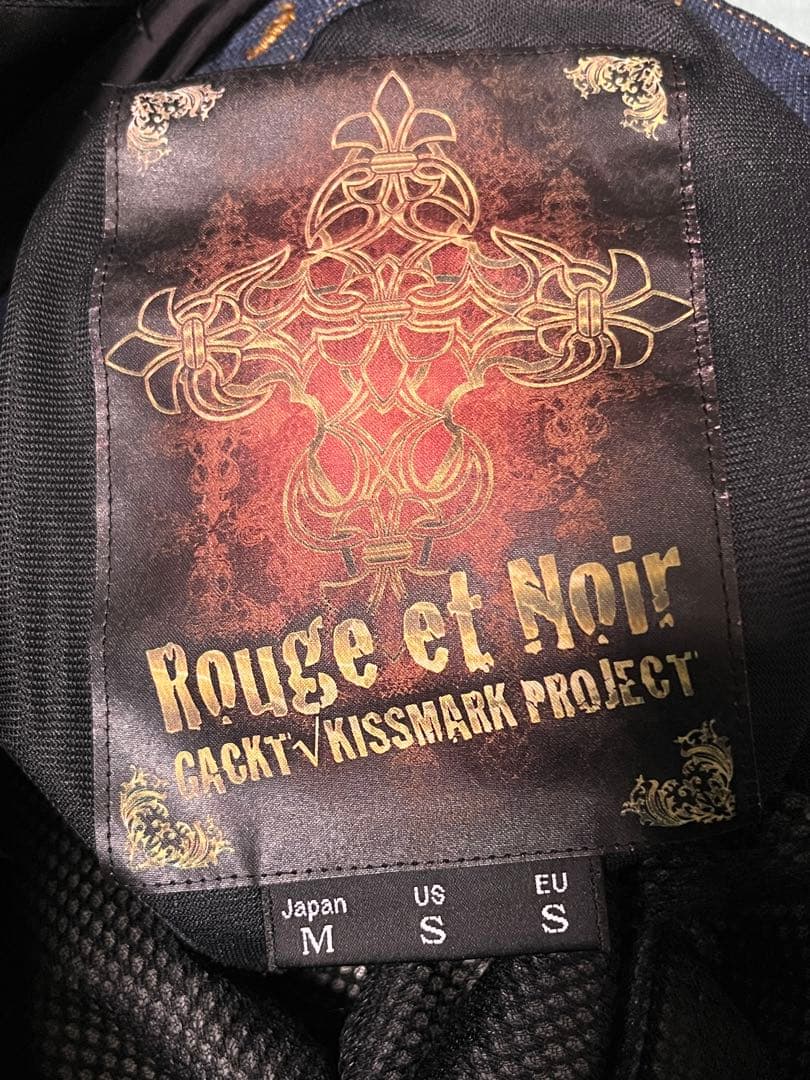 Rouge et Noir
GACKT√KISSMARK PROJECT
Japan US EU
M S S